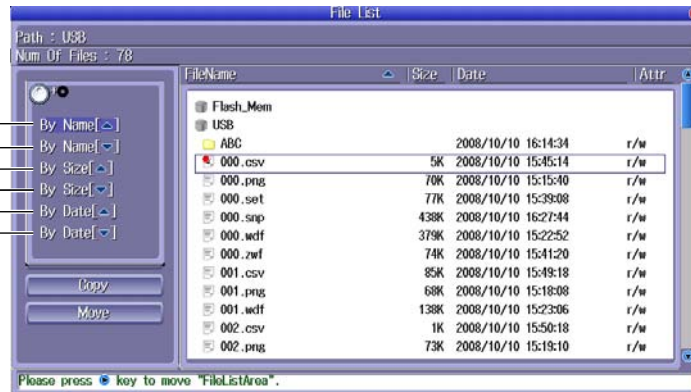 File List
Path : USB
Num Of Files : 78
FileName Size Date Attr
By Name[▲]
By Name[▼]
By Size[▲]
By Size[▼]
By Date[▲]
By Date[▼]
Copy
Move
Flash_Mem
USB
ABC 2008/10/10 16:14:34 r/w
000.csv 5K 2008/10/10 15:45:14 r/w
000.png 70K 2008/10/10 15:15:40 r/w
000.set 77K 2008/10/10 15:39:08 r/w
000.snp 438K 2008/10/10 16:27:44 r/w
000.wdf 379K 2008/10/10 15:22:52 r/w
000.zwf 74K 2008/10/10 15:41:20 r/w
001.csv 85K 2008/10/10 15:49:18 r/w
001.png 68K 2008/10/10 15:18:08 r/w
001.wdf 138K 2008/10/10 15:23:06 r/w
002.csv 1K 2008/10/10 15:50:18 r/w
002.png 73K 2008/10/10 15:19:10 r/w
Please press key to move "FileListArea".